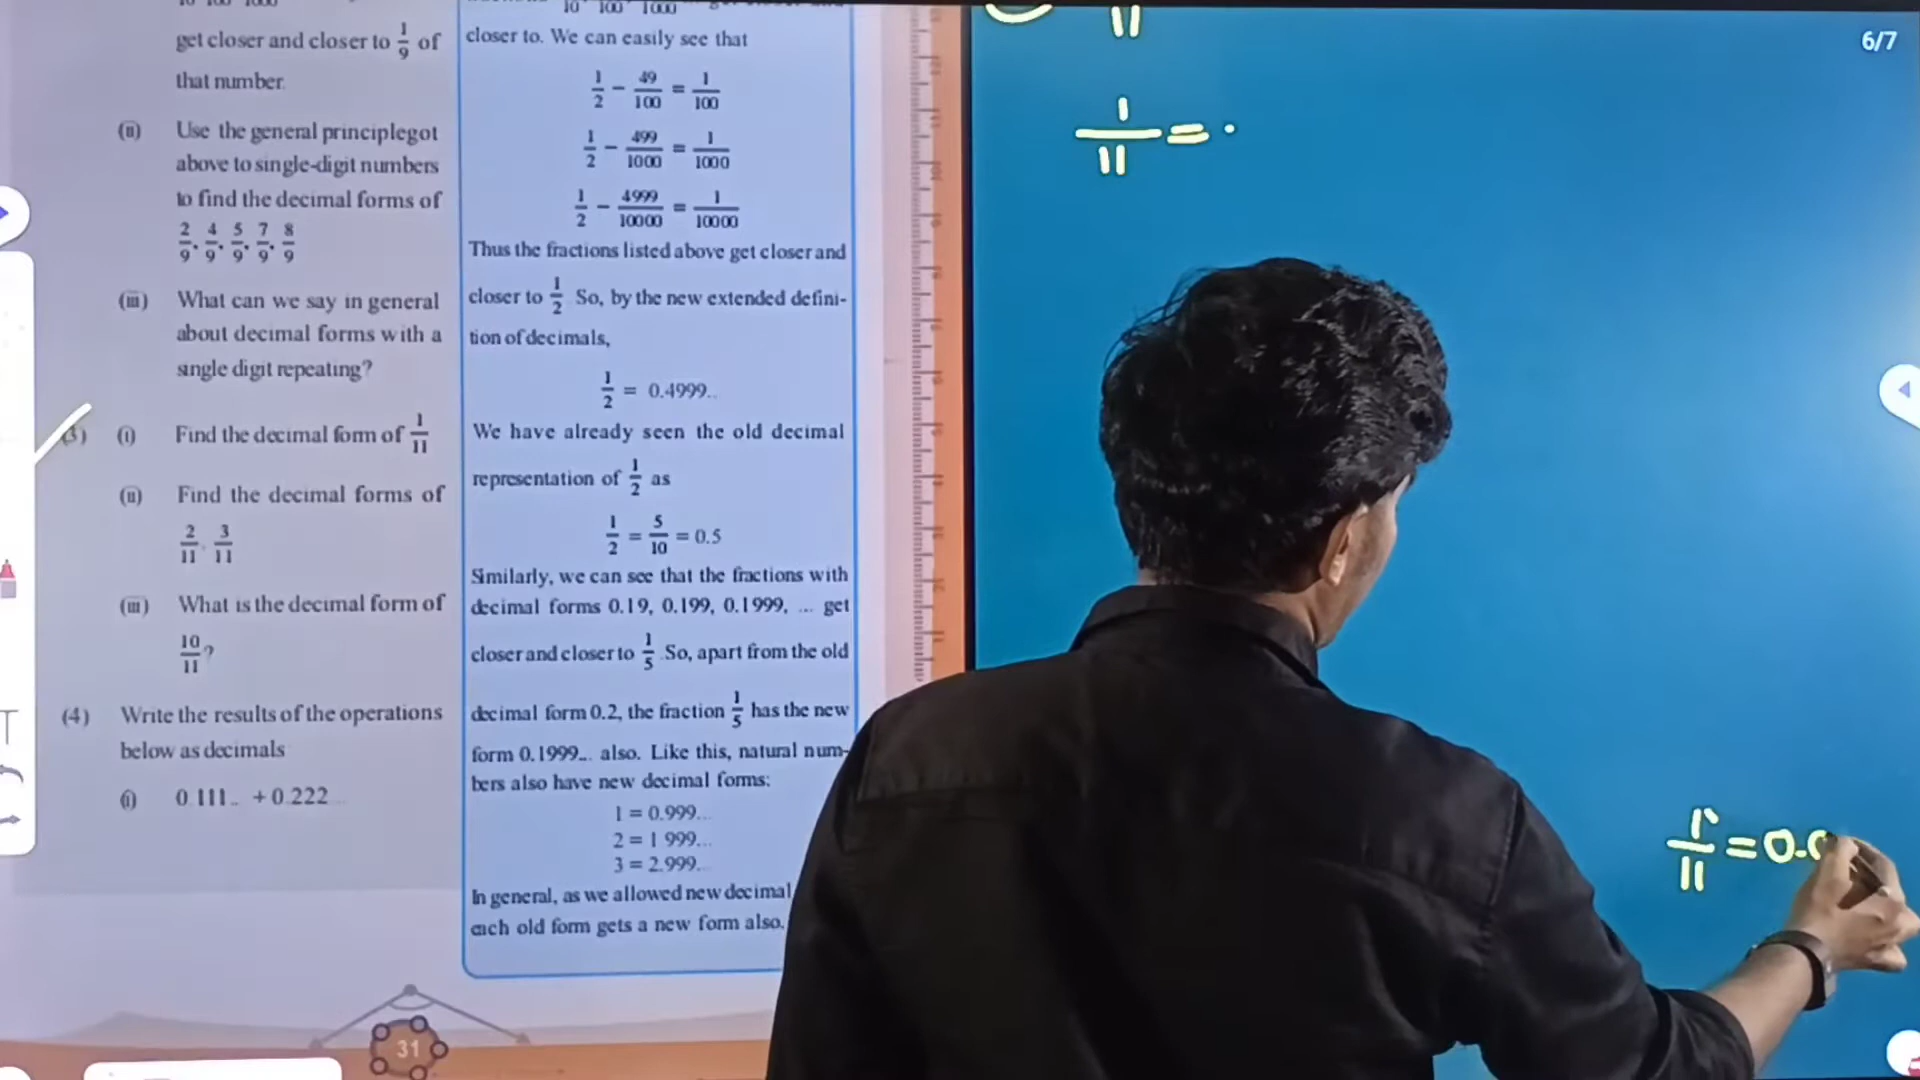 get closer and closer to 1/9 of
that number.
(ii) Use the general principlegot
above to single-digit numbers
to find the decimal forms of
2/9, 4/9, 5/9, 7/9, 8/9
(iii) What can we say in general
about decimal forms with a
single digit repeating?
(3) (i) Find the decimal form of 1/11
(ii) Find the decimal forms of
2/11, 3/11
(iii) What is the decimal form of
10/11?
(4) Write the results of the operations
below as decimals
(i) 0.111... + 0.222...
10 100 1000
closer to. We can easily see that
1/2 - 49/100 = 1/100
1/2 - 499/1000 = 1/1000
1/2 - 4999/10000 = 1/10000
Thus the fractions listed above get closer and
closer to 1/2. So, by the new extended defini-
tion of decimals,
1/2 = 0.4999...
We have already seen the old decimal
representation of 1/2 as
1/2 = 5/10 = 0.5
Similarly, we can see that the fractions with
decimal forms 0.19, 0.199, 0.1999, ... get
closer and closer to 1/5. So, apart from the old
decimal form 0.2, the fraction 1/5 has the new
form 0.1999... also. Like this, natural num-
bers also have new decimal forms:
1 = 0.999...
2 = 1.999...
3 = 2.999...
In general, as we allowed new decimal
each old form gets a new form also.
31
6/7
11
1/11 = .
1/11 = 0.0